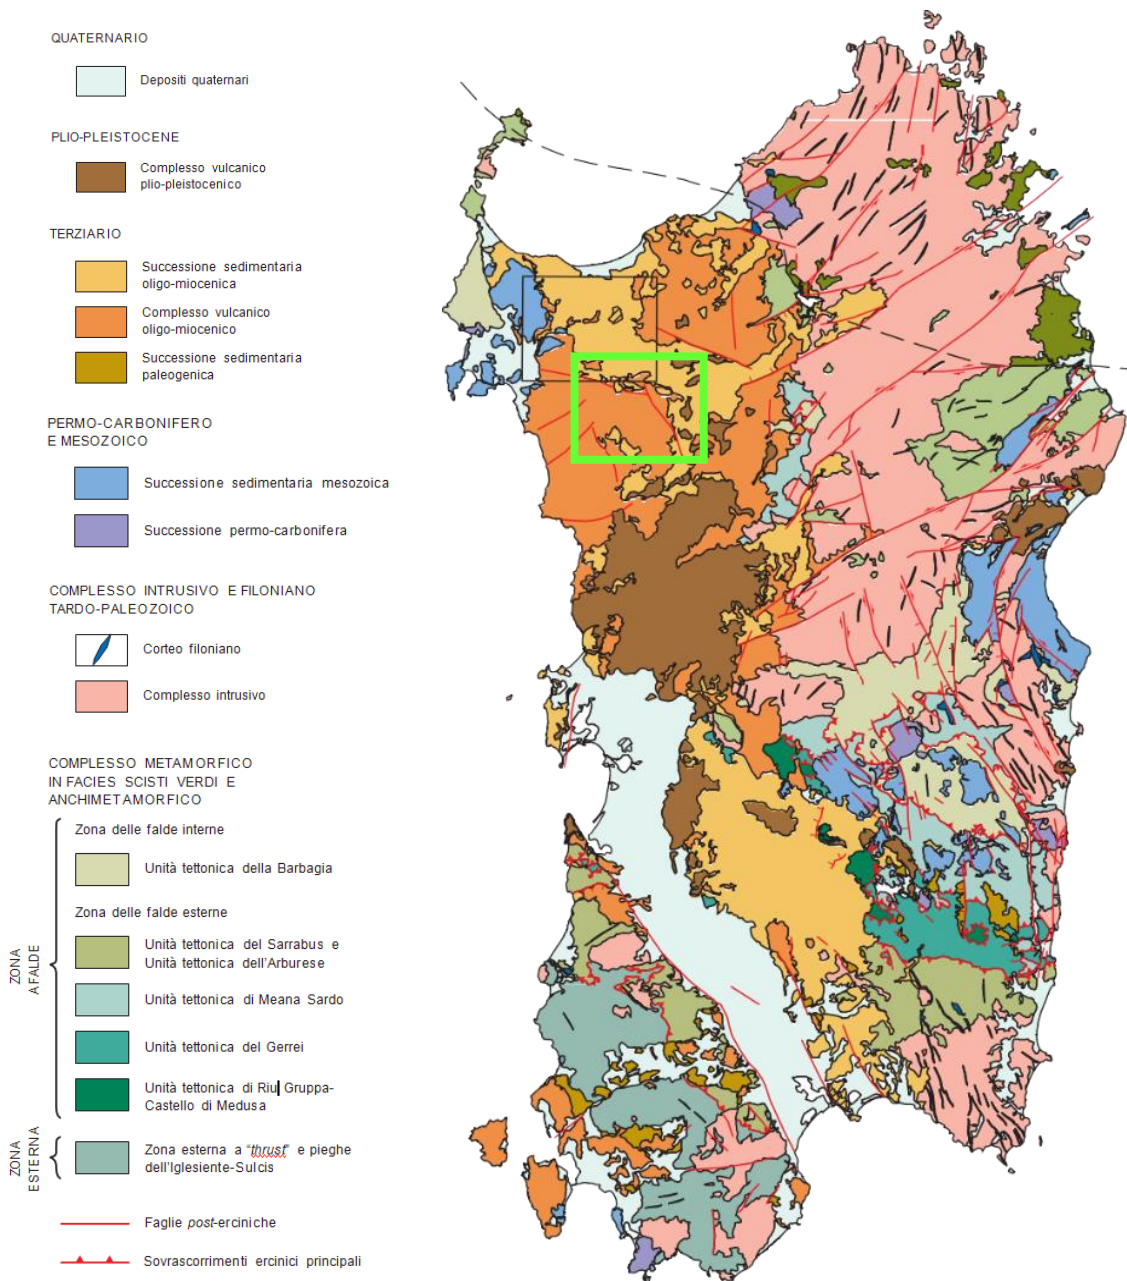 QUATERNARIO
Depositi quaternari
PLIO-PLEISTOCENE
Complesso vulcanico
plio-pleistocenico
TERZIARIO
Successione sedimentaria
oligo-miocenica
Complesso vulcanico
oligo-miocenico
Successione sedimentaria
paleogenica
PERMO-CARBONIFERO
E MESOZOICO
Successione sedimentaria mesozoica
Successione permo-carbonifera
COMPLESSO INTRUSIVO E FILONIANO
TARDO-PALEOZOICO
Corteo filoniano
Complesso intrusivo
COMPLESSO METAMORFICO
IN FACIES SCISTI VERDI E
ANCHIMETAMORFICO
ZONA
A FALDE
Zona delle falde interne
Unità tettonica della Barbagia
Zona delle falde esterne
Unità tettonica del Sarrabus e
Unità tettonica dell'Arburese
Unità tettonica di Meana Sardo
Unità tettonica del Gerrei
Unità tettonica di Riu Gruppa-
Castello di Medusa
ZONA
ESTERNA
Zona esterna a "thrust" e pieghe
dell'Iglesiente-Sulcis
Faglie post-erciniche
Sovrascorrimenti ercinici principali